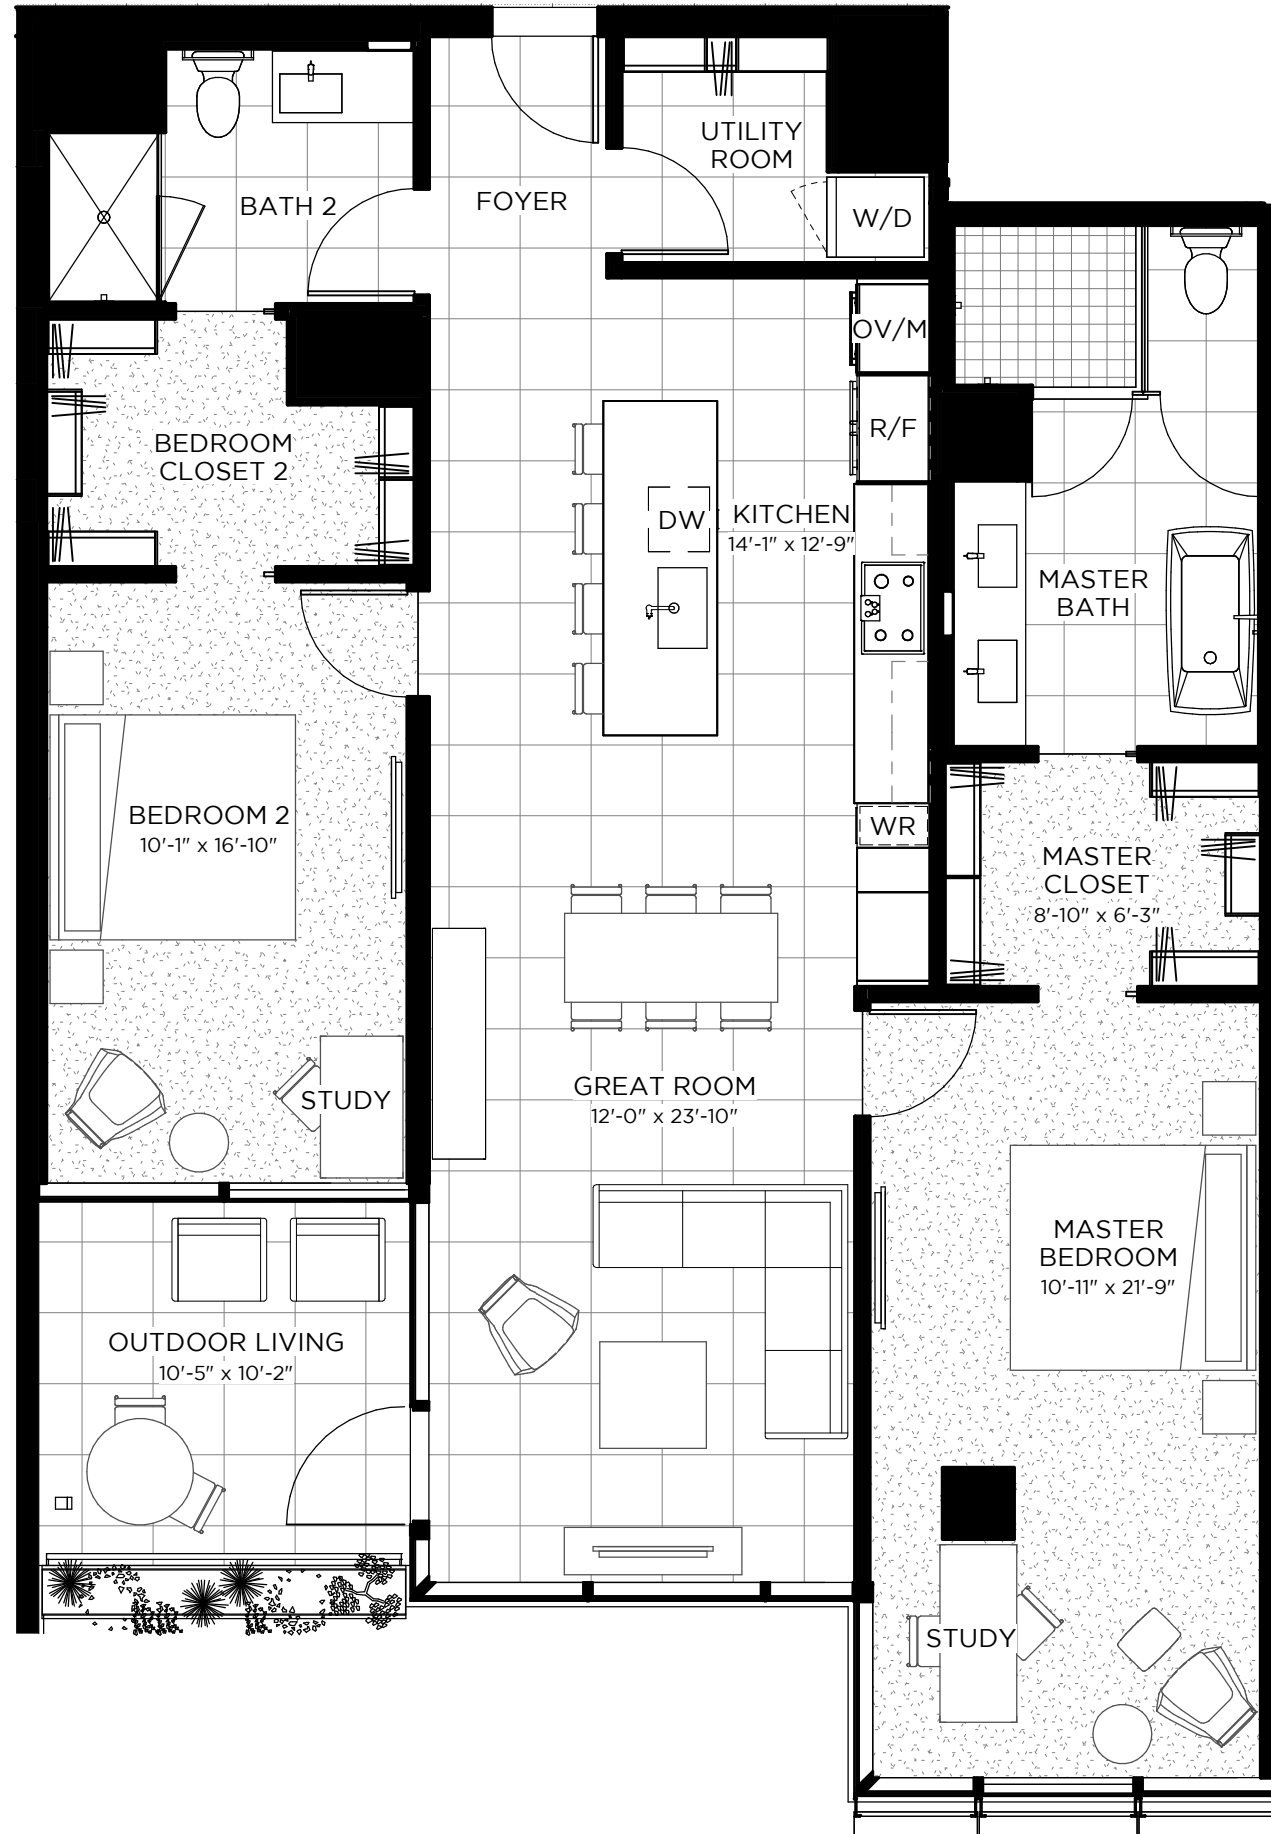 UTILITY
ROOM
BATH 2
FOYER
W/D
OV/M
R/F
BEDROOM
CLOSET 2
DW
KITCHEN
14'-1" x 12'-9"
MASTER
BATH
BEDROOM 2
10'-1" x 16'-10"
WR
MASTER
CLOSET
8'-10" x 6'-3"
STUDY
GREAT ROOM
12'-0" x 23'-10"
MASTER
BEDROOM
10'-11" x 21'-9"
OUTDOOR LIVING
10'-5" x 10'-2"
STUDY